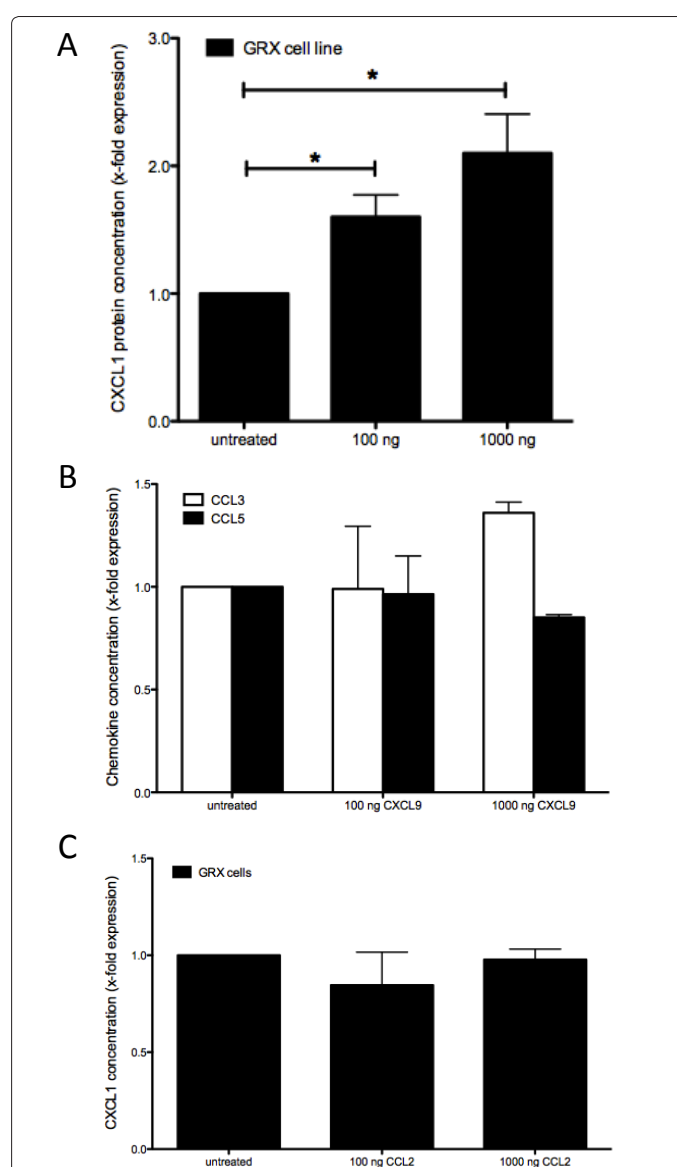 A
CXCL1 protein concentration (x-fold expression)
3.0
2.0
1.0
0.0
GRX cell line
*
*
untreated 100 ng 1000 ng
B
Chemokine concentration (x-fold expression)
1.5
1.0
0.5
0.0
CCL3
CCL5
untreated 100 ng CXCL9 1000 ng CXCL9
C
CXCL1 concentration (x-fold expression)
1.5
1.0
0.5
0.0
GRX cells
untreated 100 ng CCL2 1000 ng CCL2